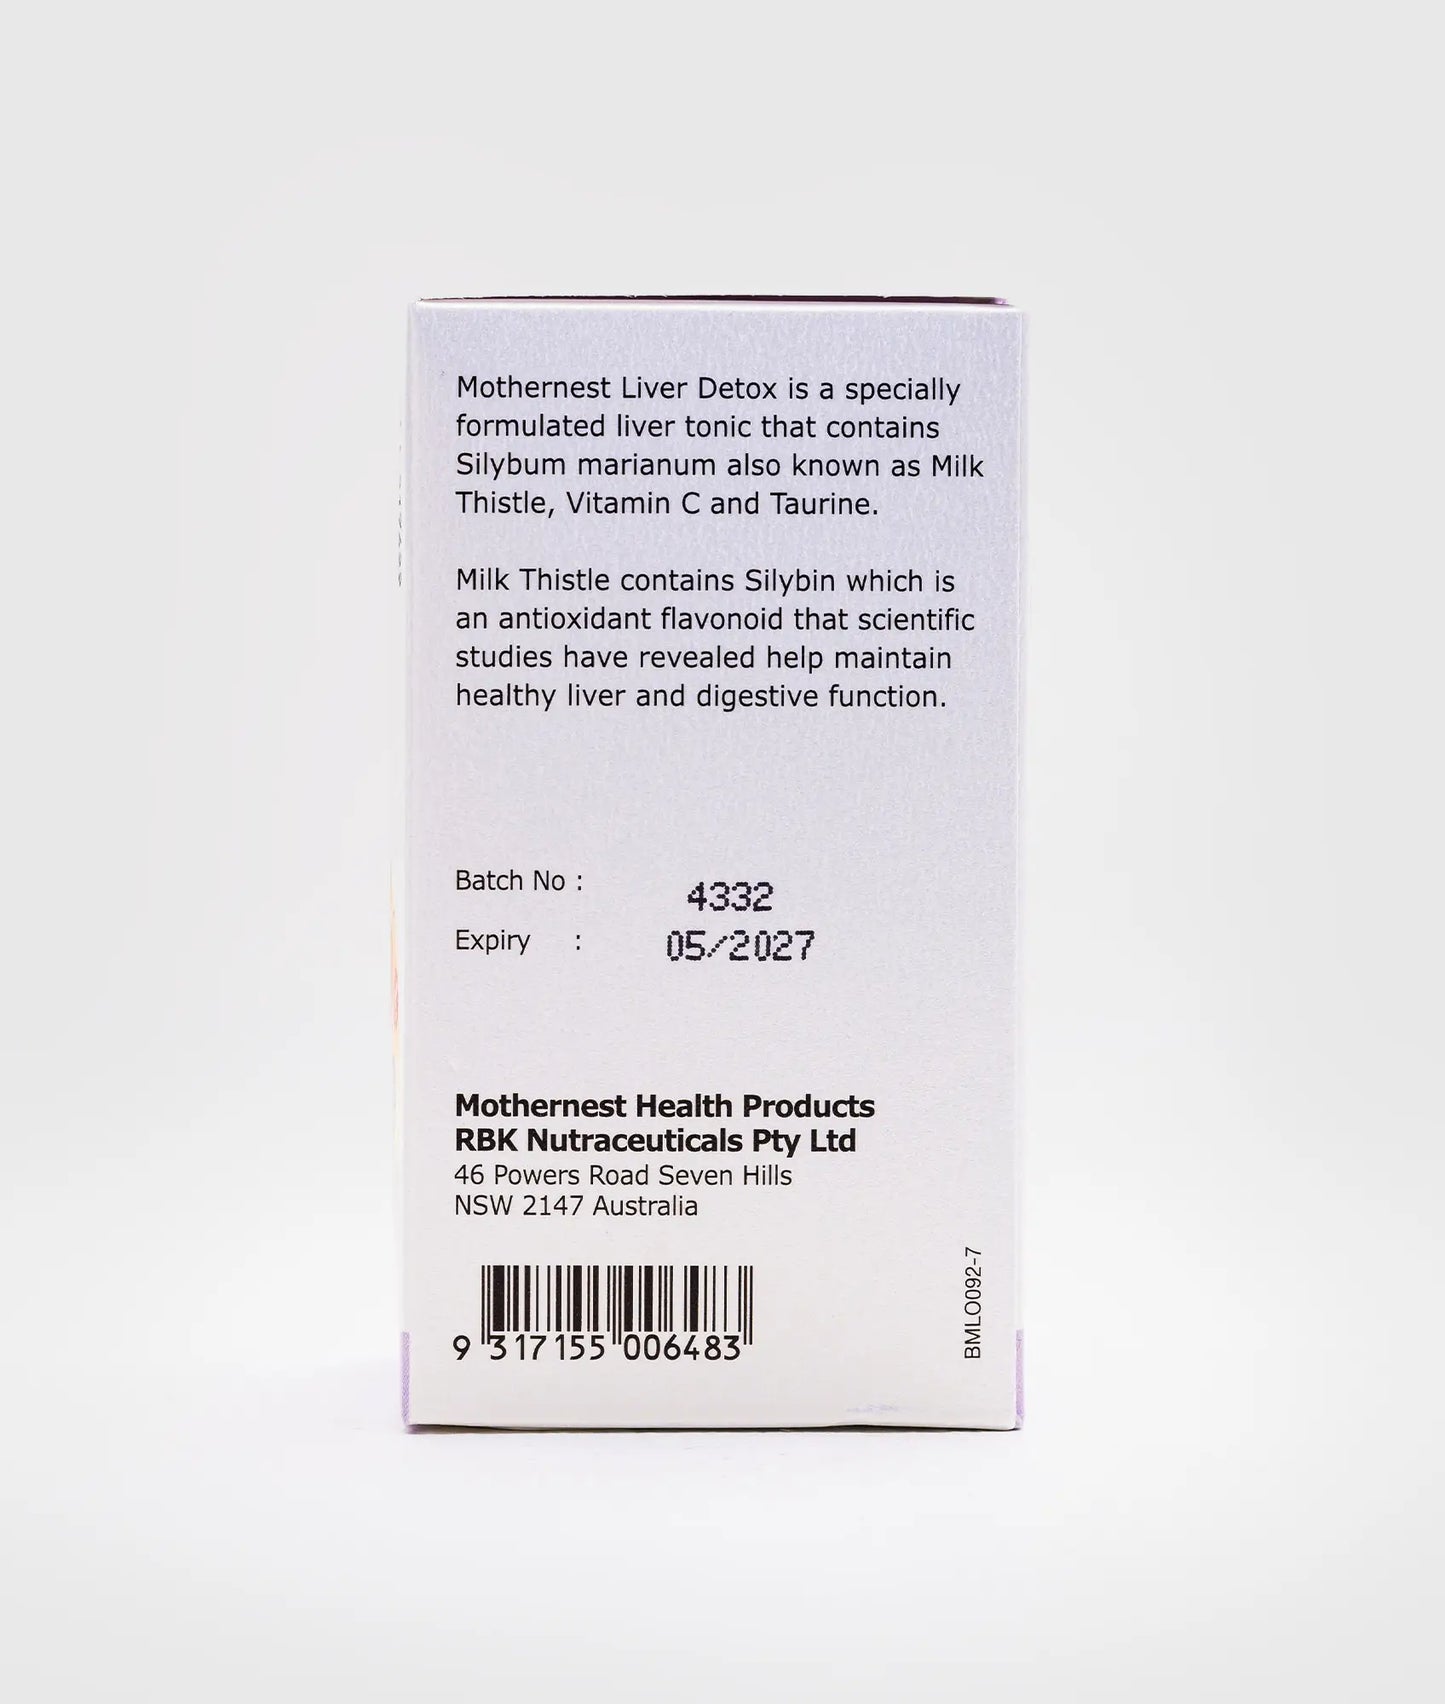 Mothernest Liver Detox is a specially
formulated liver tonic that contains
Silybum marianum also known as Milk
Thistle, Vitamin C and Taurine.
Milk Thistle contains Silybin which is
an antioxidant flavonoid that scientific
studies have revealed help maintain
healthy liver and digestive function.
Batch No : 4332
Expiry : 05/2027
Mothernest Health Products
RBK Nutraceuticals Pty Ltd
46 Powers Road Seven Hills
NSW 2147 Australia
BMLO092-7
9 317155 006483